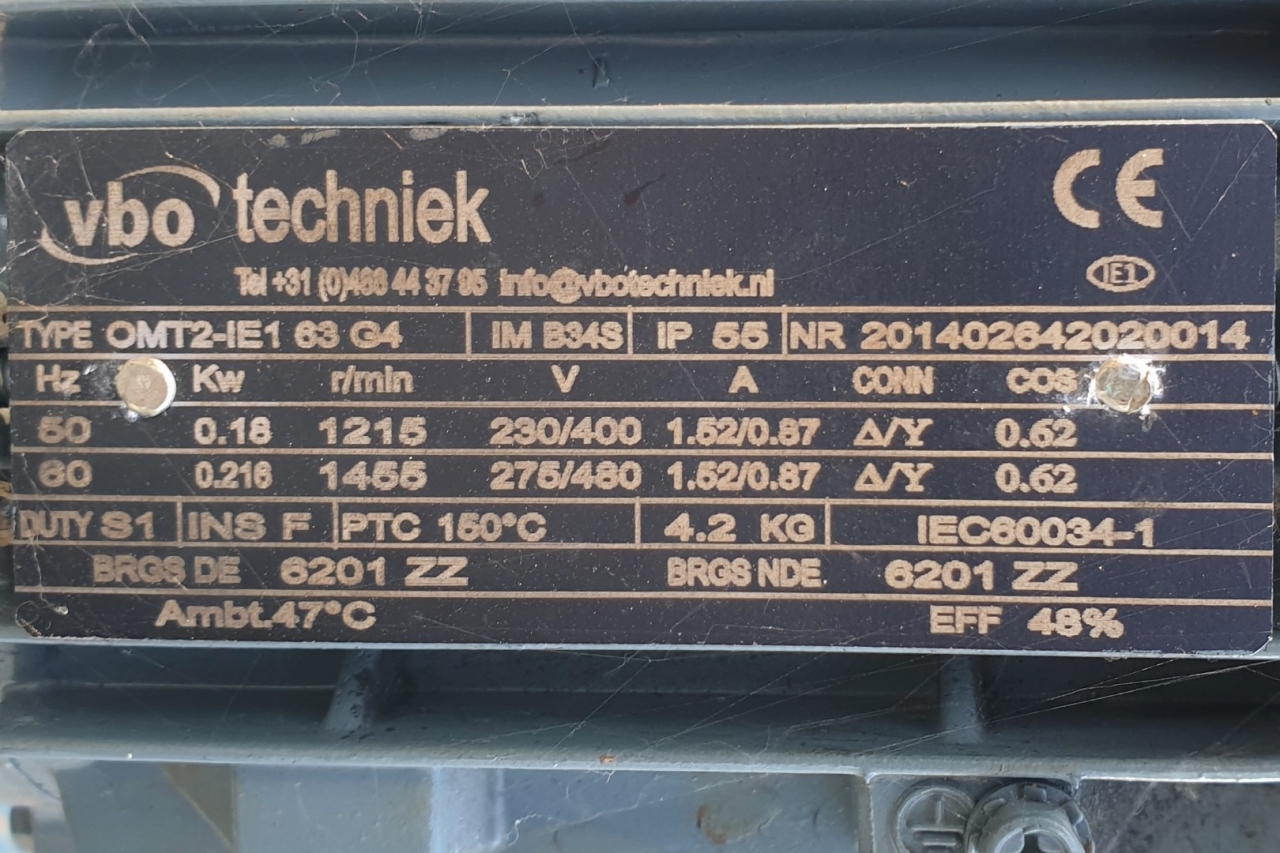 vbo techniek
CE
Tel +31 (0)488 44 37 95 info@vbotechniek.nl
IE1
TYPE OMT2-IE1 63 G4 IM B34S IP 55 NR 201402642020014
Hz Kw r/min V A CONN COS
50 0.18 1215 230/400 1.52/0.87 Δ/Y 0.62
60 0.216 1455 275/480 1.52/0.87 Δ/Y 0.62
DUTY S1 INS F PTC 150°C 4.2 KG IEC60034-1
BRGS DE 6201 ZZ BRGS NDE 6201 ZZ
Ambt.47°C EFF 48%